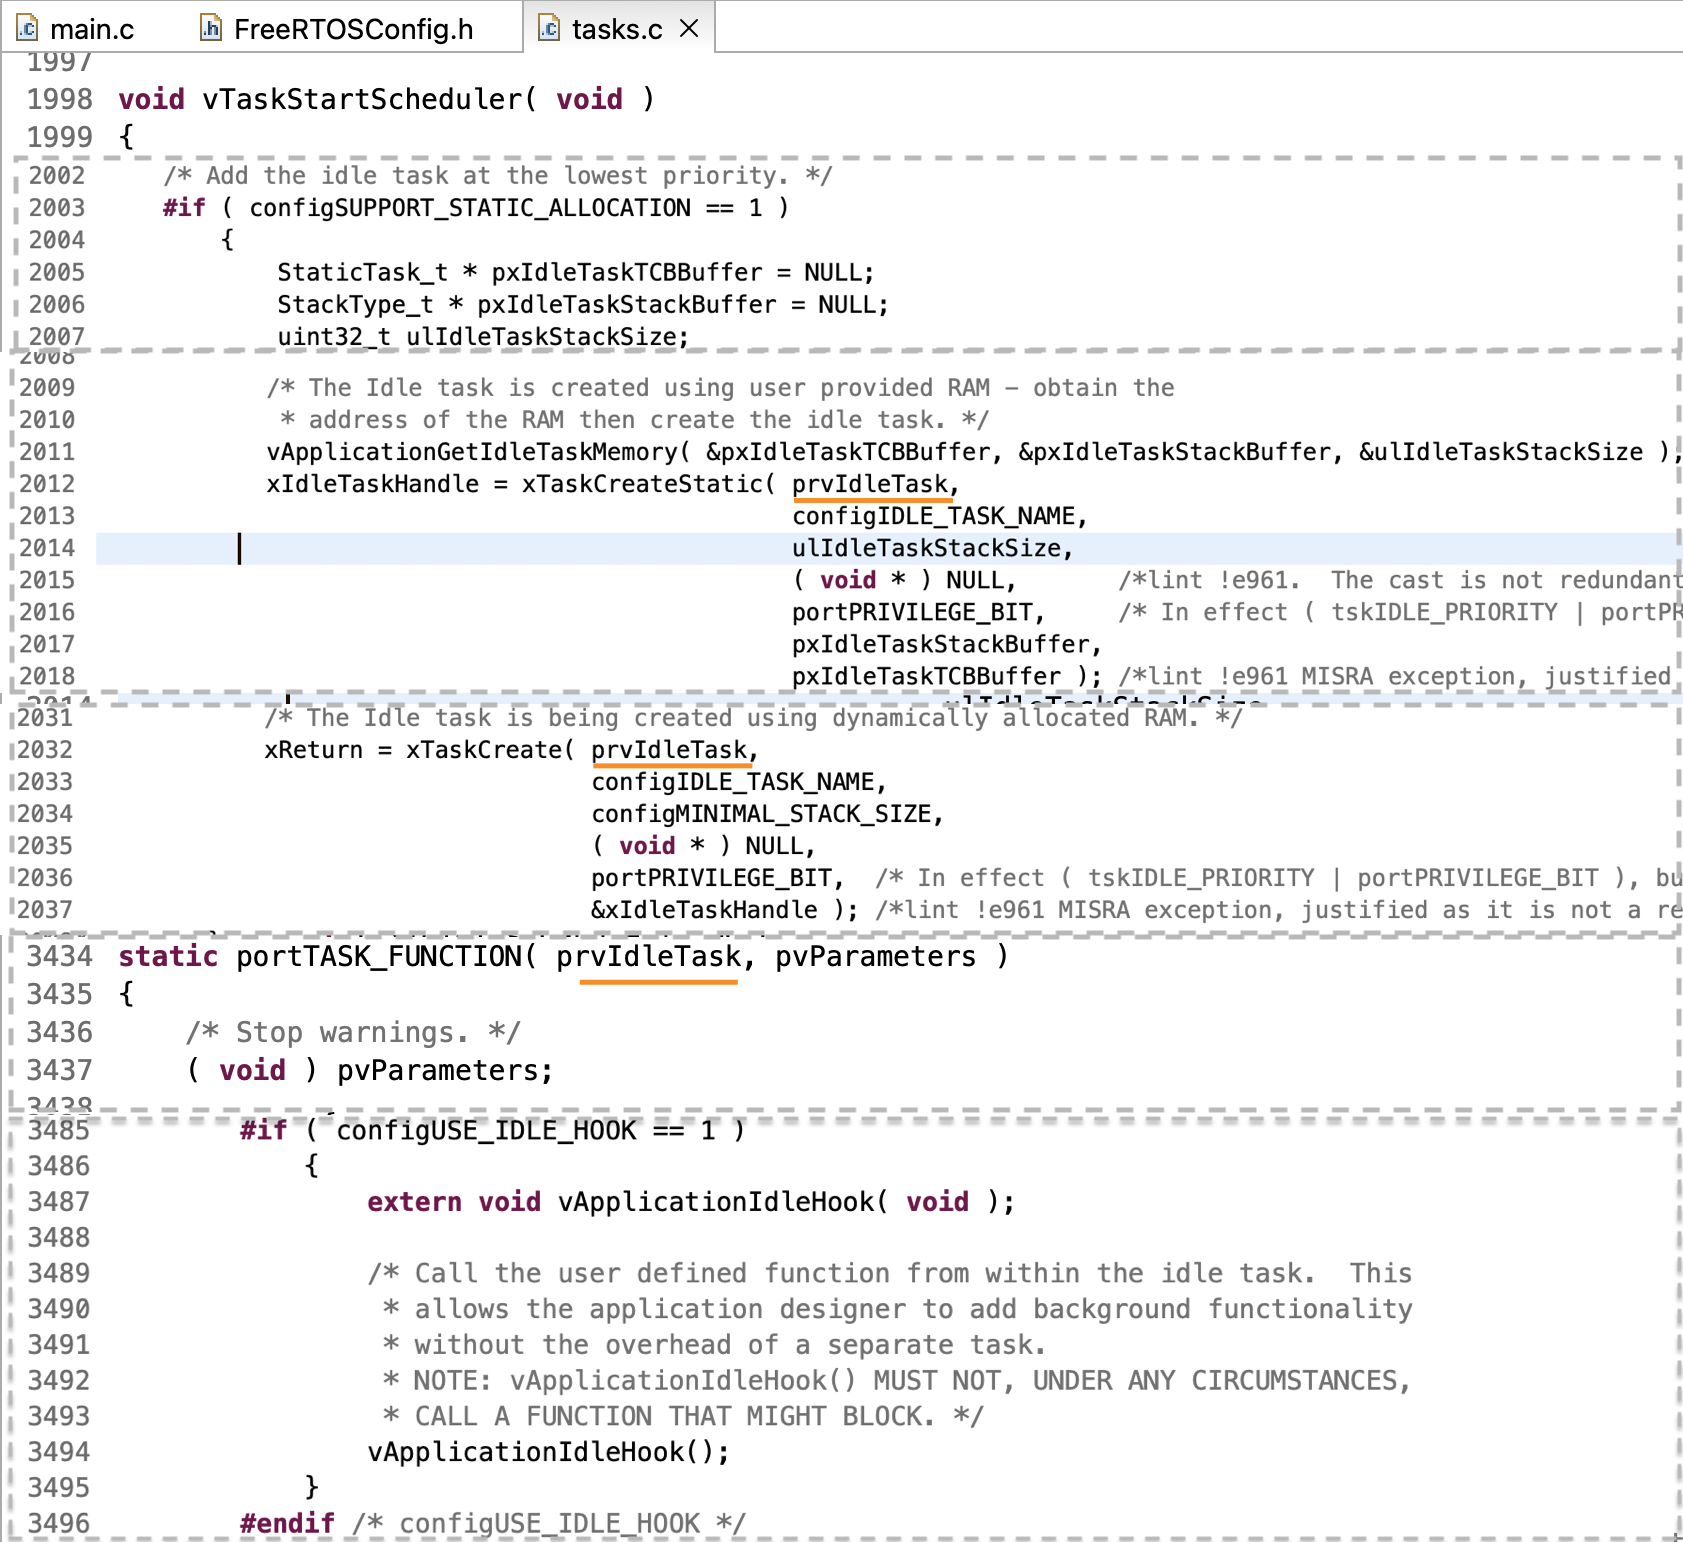 main.c FreeRTOSConfig.h tasks.c
1997
1998 void vTaskStartScheduler( void )
1999 {
2002 /* Add the idle task at the lowest priority. */
2003 #if ( configSUPPORT_STATIC_ALLOCATION == 1 )
2004 {
2005 StaticTask_t * pxIdleTaskTCBBuffer = NULL;
2006 StackType_t * pxIdleTaskStackBuffer = NULL;
2007 uint32_t ulIdleTaskStackSize;
2008
2009 /* The Idle task is created using user provided RAM – obtain the
2010 * address of the RAM then create the idle task. */
2011 vApplicationGetIdleTaskMemory( &pxIdleTaskTCBBuffer, &pxIdleTaskStackBuffer, &ulIdleTaskStackSize );
2012 xIdleTaskHandle = xTaskCreateStatic( prvIdleTask,
2013 configIDLE_TASK_NAME,
2014 ulIdleTaskStackSize,
2015 ( void * ) NULL, /*lint !e961. The cast is not redundant
2016 portPRIVILEGE_BIT, /* In effect ( tskIDLE_PRIORITY | portPR
2017 pxIdleTaskStackBuffer,
2018 pxIdleTaskTCBBuffer ); /*lint !e961 MISRA exception, justified
2014 ulIdleTaskStackSize
2031 /* The Idle task is being created using dynamically allocated RAM. */
2032 xReturn = xTaskCreate( prvIdleTask,
2033 configIDLE_TASK_NAME,
2034 configMINIMAL_STACK_SIZE,
2035 ( void * ) NULL,
2036 portPRIVILEGE_BIT, /* In effect ( tskIDLE_PRIORITY | portPRIVILEGE_BIT ), bu
2037 &xIdleTaskHandle ); /*lint !e961 MISRA exception, justified as it is not a re
3434 static portTASK_FUNCTION( prvIdleTask, pvParameters )
3435 {
3436 /* Stop warnings. */
3437 ( void ) pvParameters;
3438
3485 #if ( configUSE_IDLE_HOOK == 1 )
3486 {
3487 extern void vApplicationIdleHook( void );
3488
3489 /* Call the user defined function from within the idle task. This
3490 * allows the application designer to add background functionality
3491 * without the overhead of a separate task.
3492 * NOTE: vApplicationIdleHook() MUST NOT, UNDER ANY CIRCUMSTANCES,
3493 * CALL A FUNCTION THAT MIGHT BLOCK. */
3494 vApplicationIdleHook();
3495 }
3496 #endif /* configUSE_IDLE_HOOK */